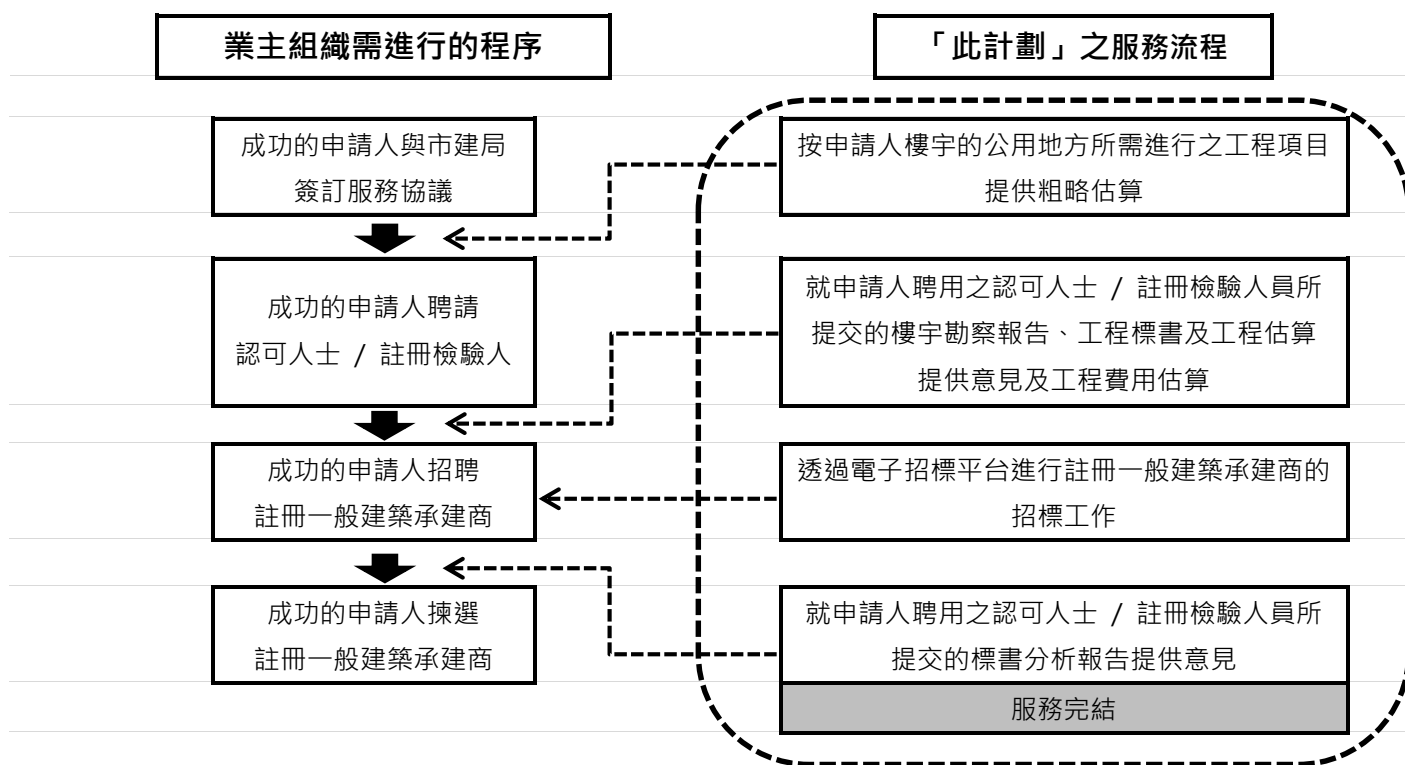 業主組織需進行的程序
「此計劃」之服務流程
成功的申請人與市建局
簽訂服務協議
按申請人樓宇的公用地方所需進行之工程項目
提供粗略估算
成功的申請人聘請
認可人士 / 註冊檢驗人
就申請人聘用之認可人士 / 註冊檢驗人員所
提交的樓宇勘察報告、工程標書及工程估算
提供意見及工程費用估算
成功的申請人招聘
註冊一般建築承建商
透過電子招標平台進行註冊一般建築承建商的
招標工作
成功的申請人揀選
註冊一般建築承建商
就申請人聘用之認可人士 / 註冊檢驗人員所
提交的標書分析報告提供意見
服務完結